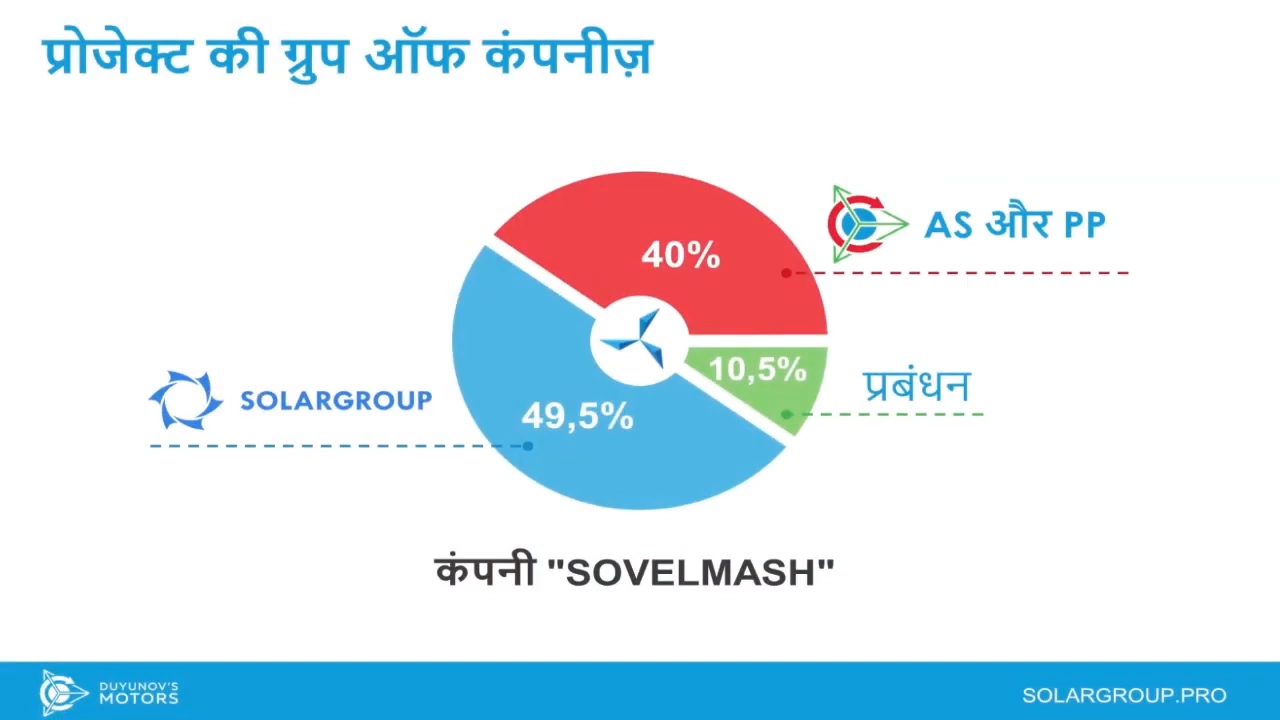 प्रोजेक्ट की ग्रुप ऑफ कंपनीज़
40%
AS और PP
10,5%
प्रबंधन
SOLARGROUP
49,5%
कंपनी "SOVELMASH"
DUYUNOV'S
MOTORS
SOLARGROUP.PRO